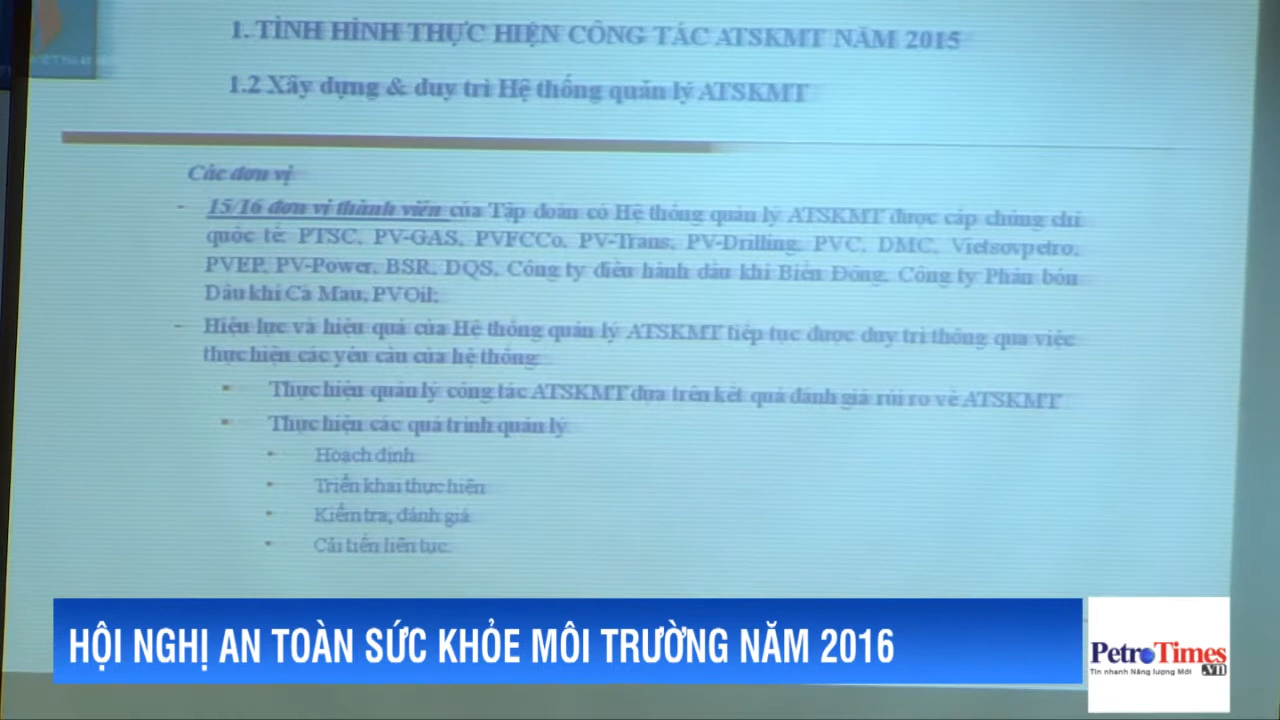 1. TÌNH HÌNH THỰC HIỆN CÔNG TÁC ATSKMT NĂM 2015
1.2 Xây dựng & duy trì Hệ thống quản lý ATSKMT
Các đơn vị
- 15/16 đơn vị thành viên của Tập đoàn có Hệ thống quản lý ATSKMT được cấp chứng chỉ
quốc tế: PTSC, PV-GAS, PVFCCo, PV-Trans, PV-Drilling, PVC, DMC, Vietsovpetro,
PVEP, PV-Power, BSR, DQS, Công ty điều hành dầu khí Biển Đông, Công ty Phân bón
Dầu khí Cà Mau, PVOil;
- Hiệu lực và hiệu quả của Hệ thống quản lý ATSKMT tiếp tục được duy trì thông qua việc
thực hiện các yêu cầu của hệ thống:
• Thực hiện quản lý công tác ATSKMT dựa trên kết quả đánh giá rủi ro về ATSKMT
• Thực hiện các quá trình quản lý
• Hoạch định
• Triển khai thực hiện
• Kiểm tra, đánh giá
• Cải tiến liên tục.
HỘI NGHỊ AN TOÀN SỨC KHỎE MÔI TRƯỜNG NĂM 2016
PetroTimes
.vn
Tin nhanh Năng lượng Mới